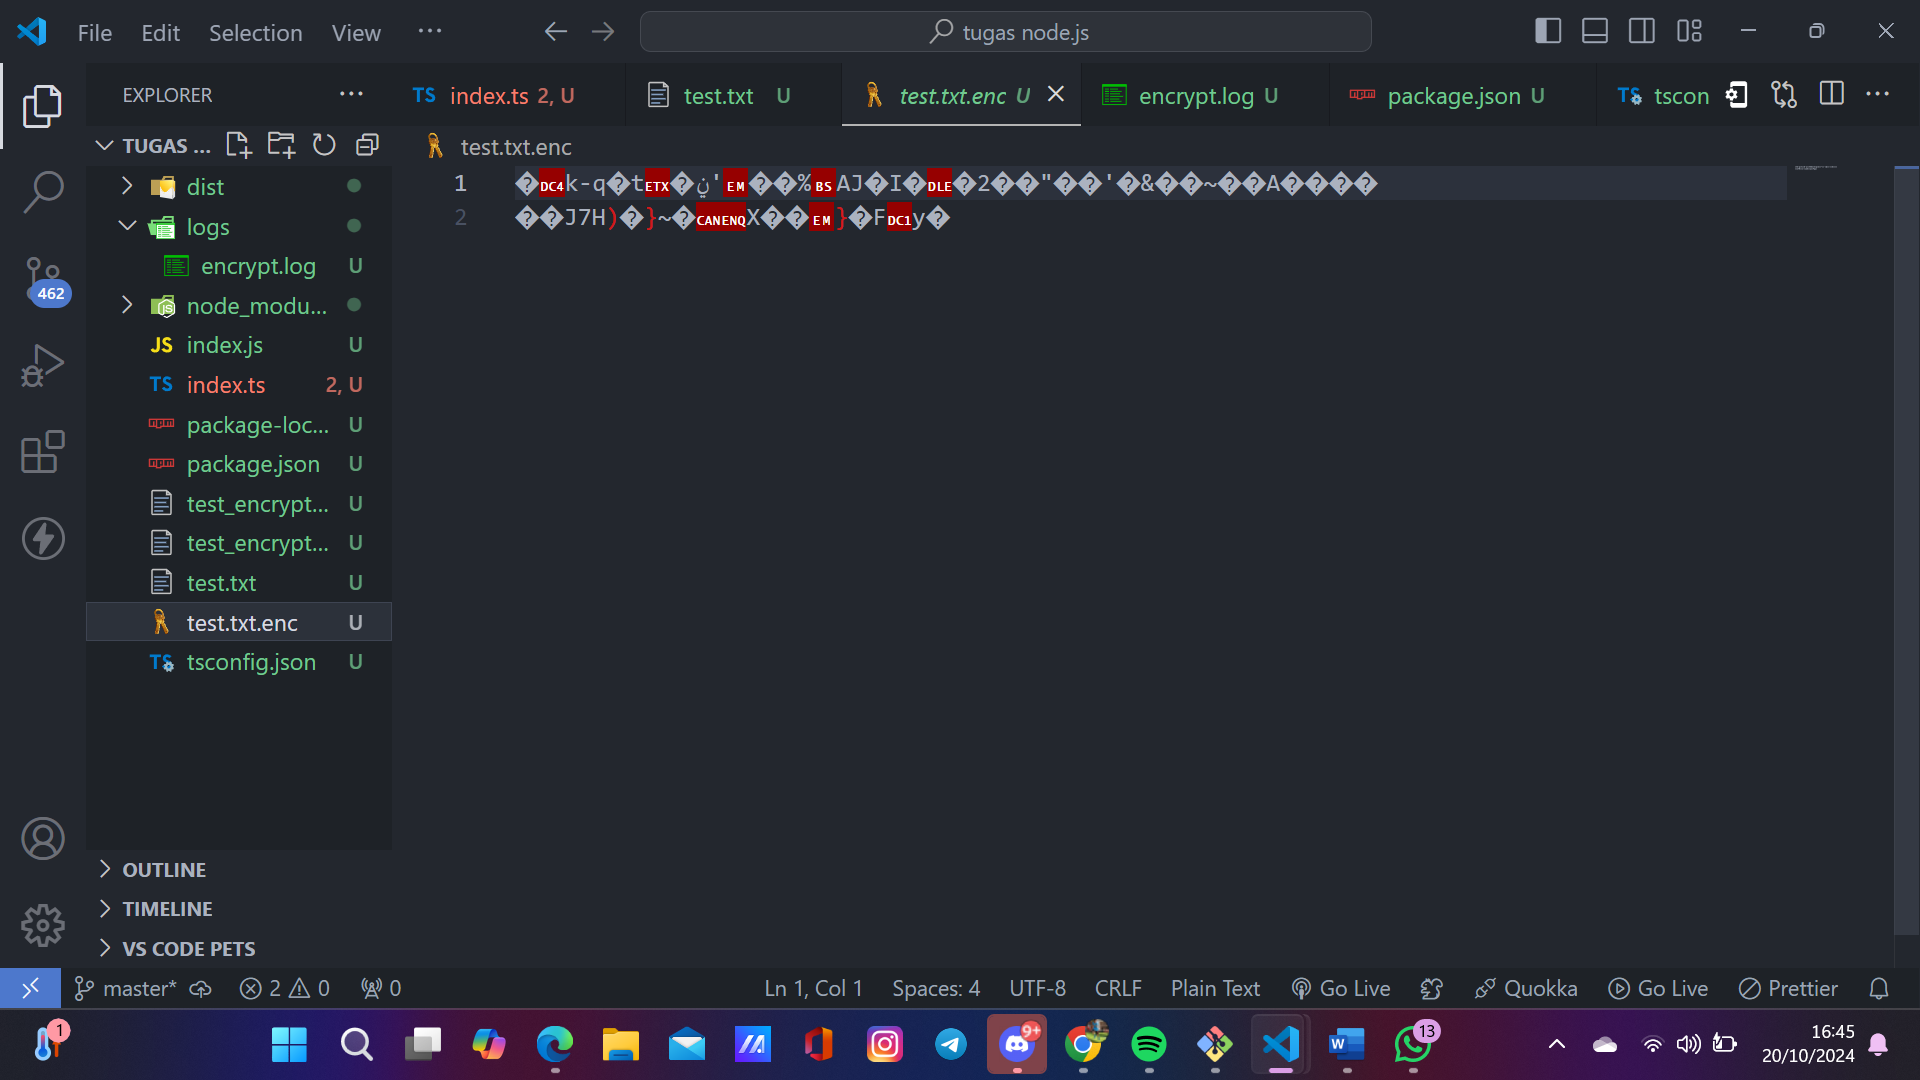 File Edit Selection View ···
tugas node.js
EXPLORER ···
TS index.ts 2, U
test.txt U
test.txt.enc U
encrypt.log U
package.json U
TS tscon
TUGAS ...
test.txt.enc
dist
logs
encrypt.log U
node_modu...
JS index.js U
TS index.ts 2, U
package-loc... U
package.json U
test_encrypt... U
test_encrypt... U
test.txt U
test.txt.enc U
TS tsconfig.json U
1 �DC4k-q�tETX�
'EM��%BSAJ�I�DLE�2��"��'�&��~��A����
2 ��J7H)�}~�CANENQX��EM}�FDC1y�
462
OUTLINE
TIMELINE
VS CODE PETS
master* 2 0 0
Ln 1, Col 1 Spaces: 4 UTF-8 CRLF Plain Text Go Live Quokka Go Live Prettier
1
9+
W
13
16:45
20/10/2024